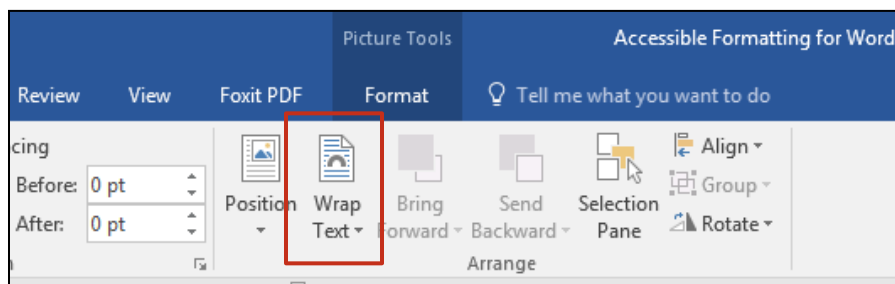 Picture Tools
Accessible Formatting for Word
Review View Foxit PDF Format Tell me what you want to do
cing
Before: 0 pt
After: 0 pt
Position
Wrap Text
Bring Forward
Send Backward
Selection Pane
Align
Group
Rotate
Arrange